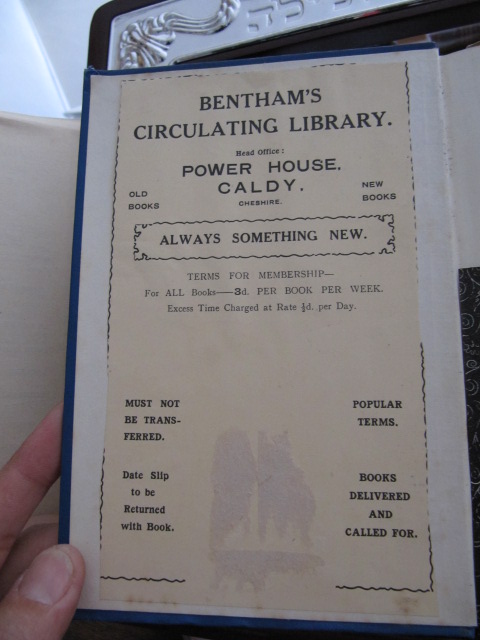 BENTHAM'S
CIRCULATING LIBRARY.
Head Office:
POWER HOUSE.
CALDY.
CHESHIRE.
OLD
BOOKS
NEW
BOOKS
ALWAYS SOMETHING NEW.
TERMS FOR MEMBERSHIP—
For ALL Books—3d. PER BOOK PER WEEK.
Excess Time Charged at Rate ½d. per Day.
MUST NOT
BE TRANS-
FERRED.
POPULAR
TERMS.
Date Slip
to be
Returned
with Book.
BOOKS
DELIVERED
AND
CALLED FOR.